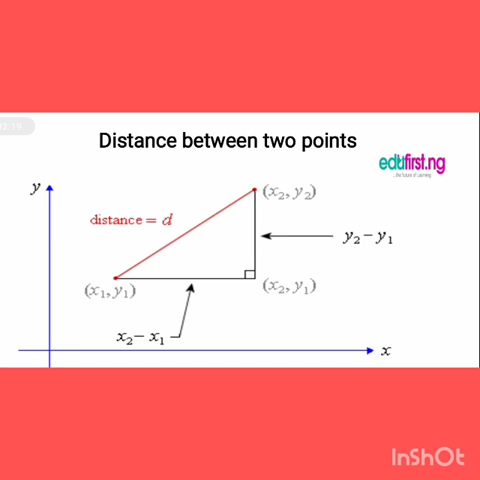 Distance between two points
edufirst.ng
...the future of Learning
y
(x₂, y₂)
distance = d
y₂ − y₁
(x₁, y₁)
(x₂, y₁)
x₂ − x₁
x
InShOt